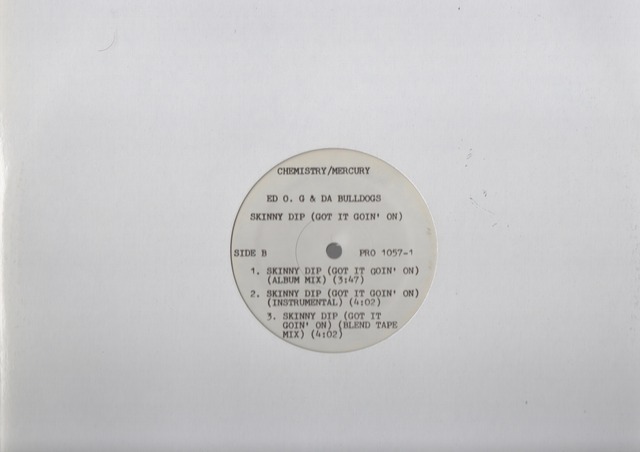 CHEMISTRY/MERCURY
ED O. G & DA BULLDOGS
SKINNY DIP (GOT IT GOIN' ON)
SIDE B PRO 1057-1
1. SKINNY DIP (GOT IT GOIN' ON)
(ALBUM MIX) (3:47)
2. SKINNY DIP (GOT IT GOIN' ON)
(INSTRUMENTAL) (4:02)
3. SKINNY DIP (GOT IT
GOIN' ON) (BLEND TAPE
MIX) (4:02)